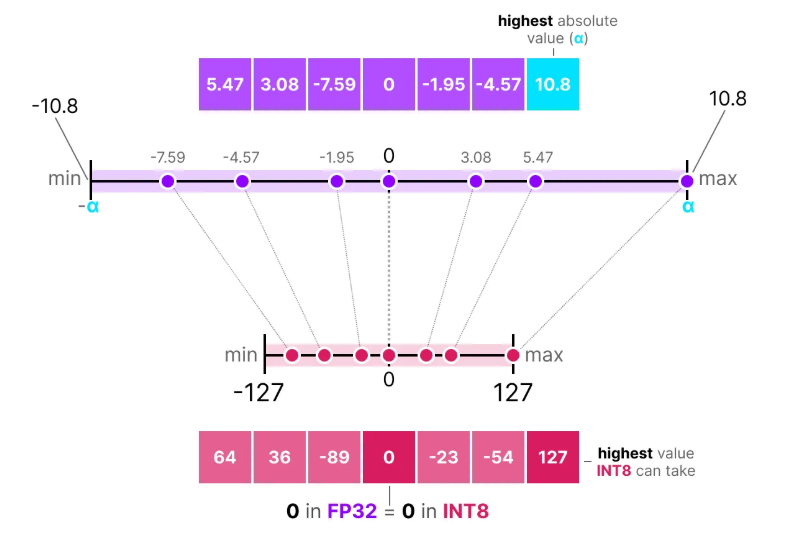 highest absolute
value (α)
5.47 3.08 -7.59 0 -1.95 -4.57 10.8
-10.8
10.8
-7.59 -4.57 -1.95 0 3.08 5.47
min max
-α α
min max
-127 0 127
64 36 -89 0 -23 -54 127
highest value
INT8 can take
0 in FP32 = 0 in INT8